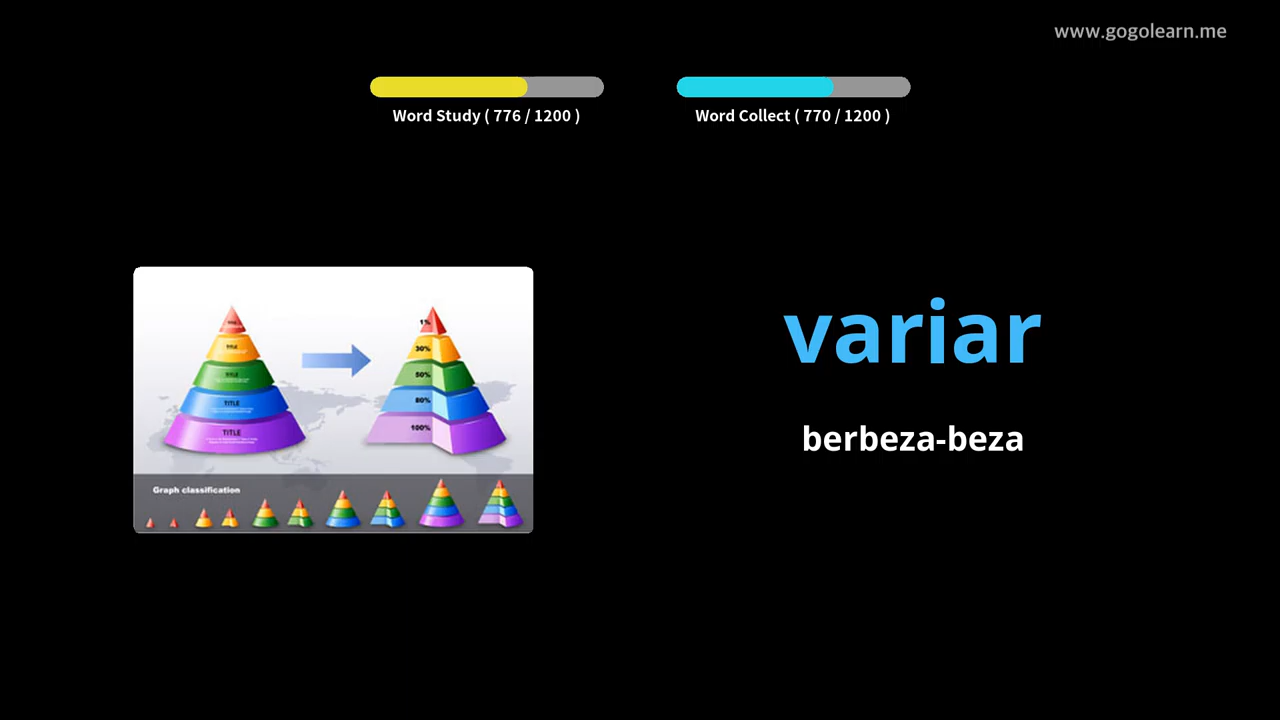 www.gogolearn.me
Word Study ( 776 / 1200 )
Word Collect ( 770 / 1200 )
variar
berbeza-beza
TITLE
TITLE
TITLE
TITLE
1%
30%
50%
80%
100%
Graph classification